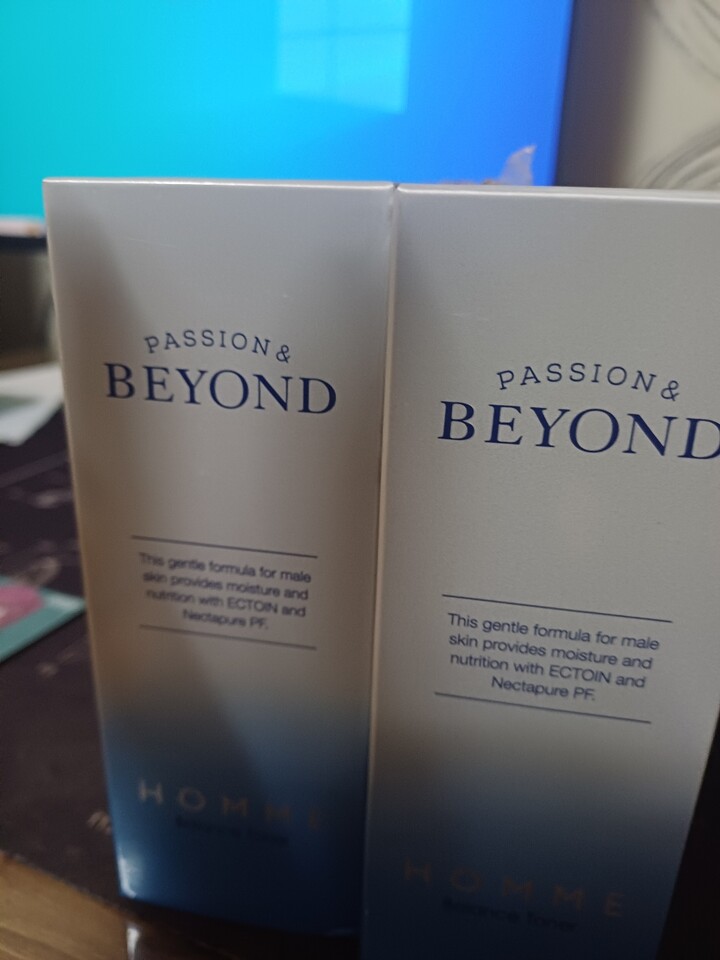 PASSION &
BEYOND
This gentle formula for male
skin provides moisture and
nutrition with ECTOIN and
Nectapure PF.
HOMME
PASSION &
BEYOND
This gentle formula for male
skin provides moisture and
nutrition with ECTOIN and
Nectapure PF.
HOMME
Toner